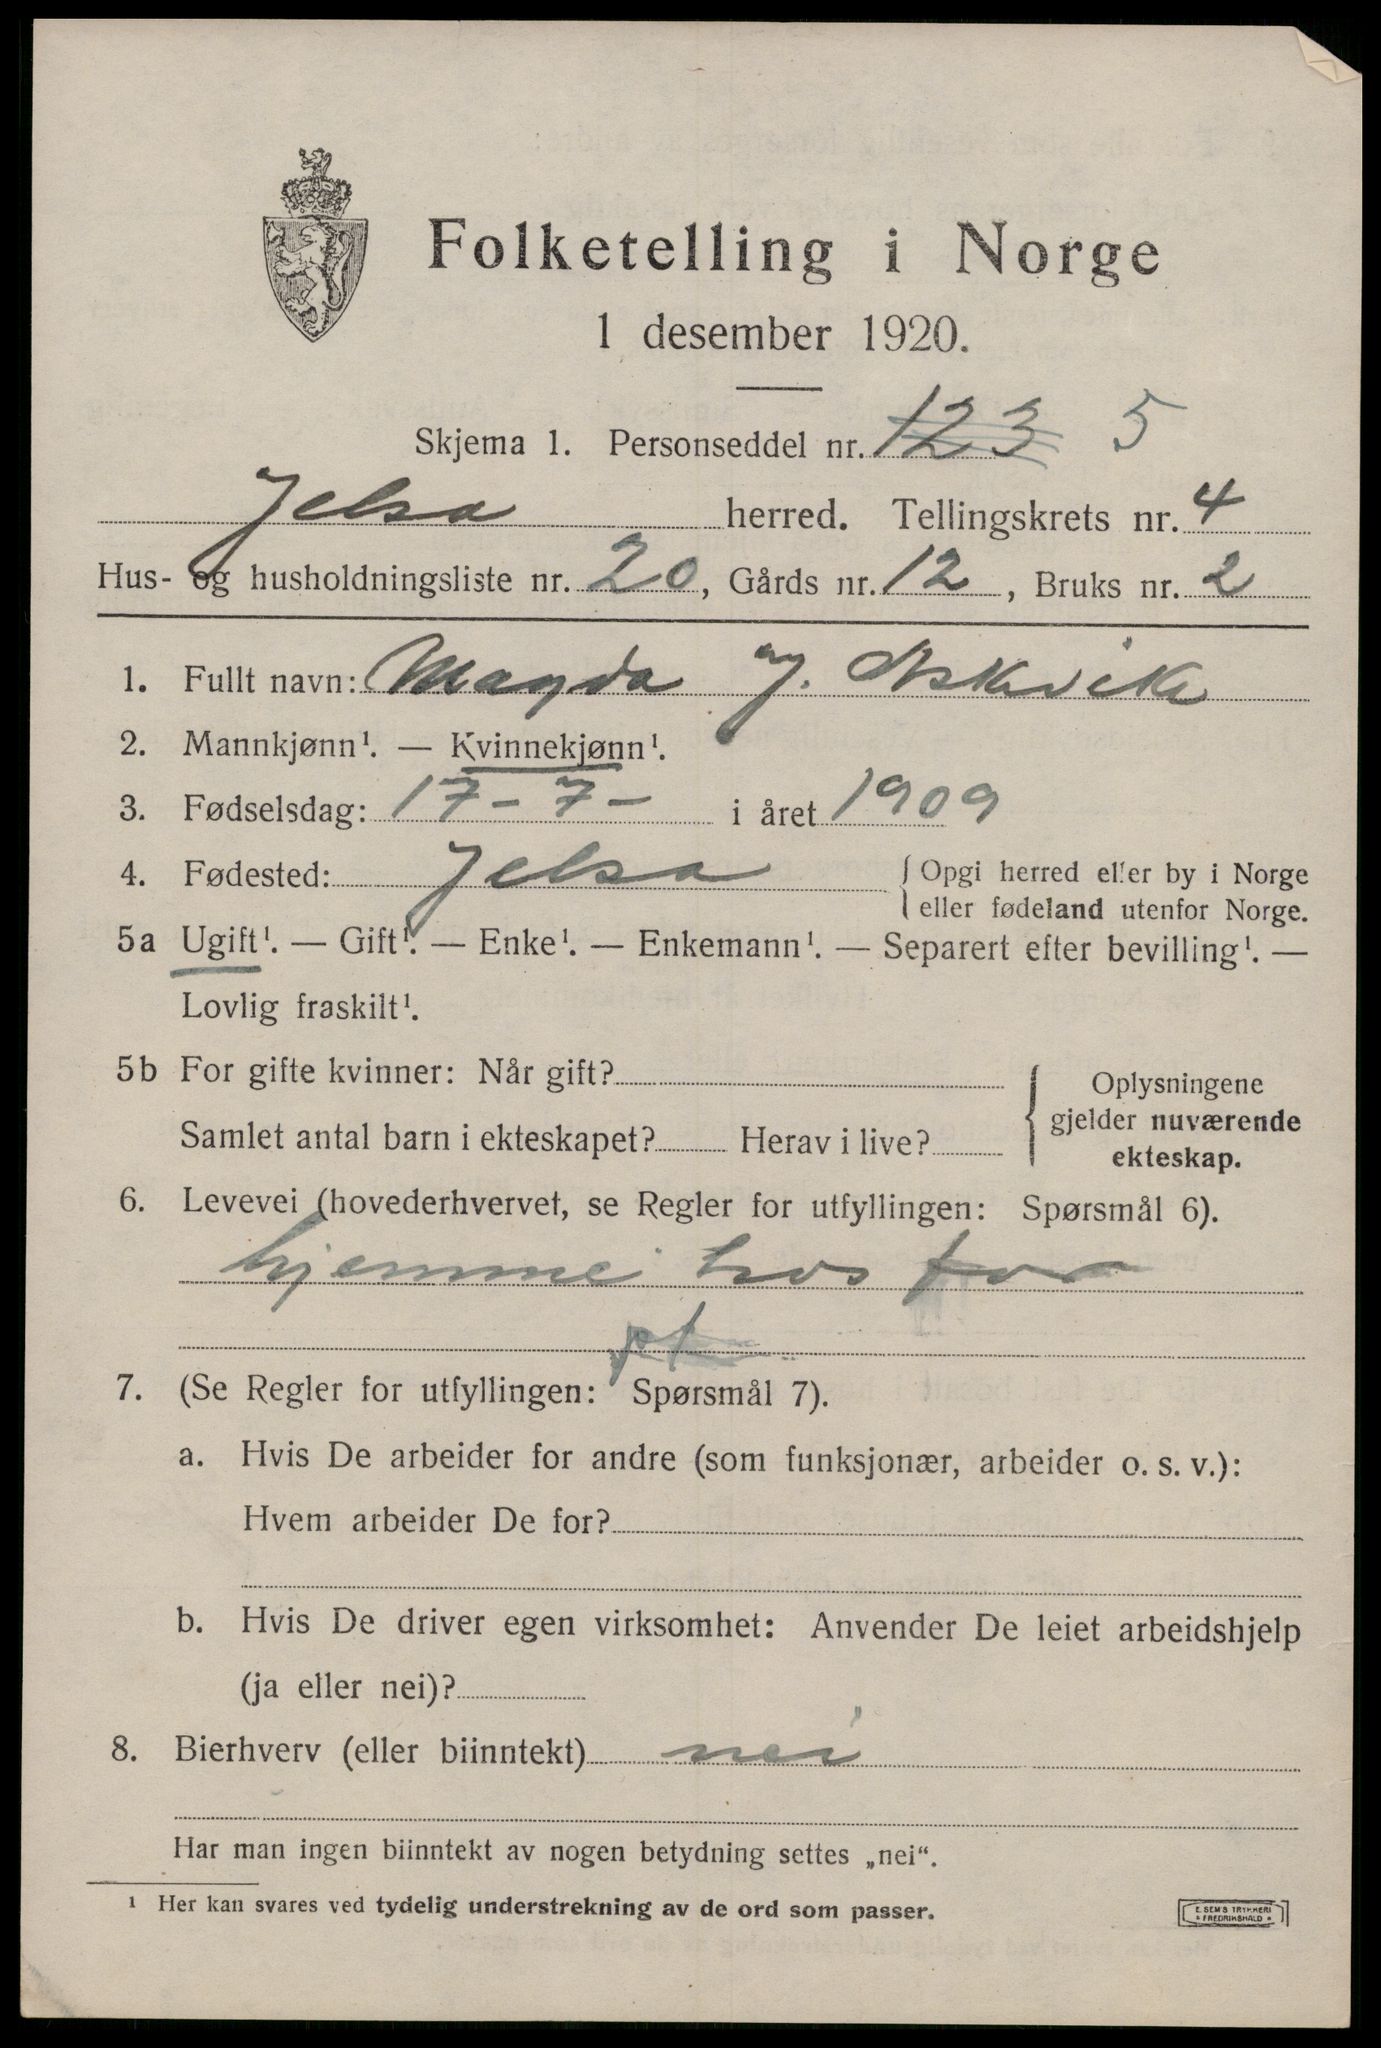 Folketelling i Norge
1 desember 1920.
Skjema 1. Personseddel nr. 123 5
Jelsa herred. Tellingskrets nr. 4
Hus- og husholdningsliste nr. 20, Gårds nr. 12, Bruks nr. 2
1. Fullt navn: Magda J. Askvik
2. Mannkjønn¹. — Kvinnekjønn¹.
3. Fødselsdag: 17-7- i året 1909
4. Fødested: Jelsa { Opgi herred eller by i Norge
eller fødeland utenfor Norge.
5a Ugift¹. — Gift¹. — Enke¹. — Enkemann¹. — Separert efter bevilling¹. —
Lovlig fraskilt¹.
5b For gifte kvinner: Når gift?
Samlet antal barn i ekteskapet? Herav i live?
{ Oplysningene
gjelder nuværende
ekteskap.
6. Levevei (hovederhvervet, se Regler for utfyllingen: Spørsmål 6).
hjemme hos far
7. (Se Regler for utfyllingen: Spørsmål 7).
a. Hvis De arbeider for andre (som funksjonær, arbeider o. s. v.):
Hvem arbeider De for?
b. Hvis De driver egen virksomhet: Anvender De leiet arbeidshjelp
(ja eller nei)?
8. Bierhverv (eller biinntekt) nei
Har man ingen biinntekt av nogen betydning settes „nei“.
¹ Her kan svares ved tydelig understrekning av de ord som passer.
E. SEM'S TRYKKERI
* FREDRIKSHALD *